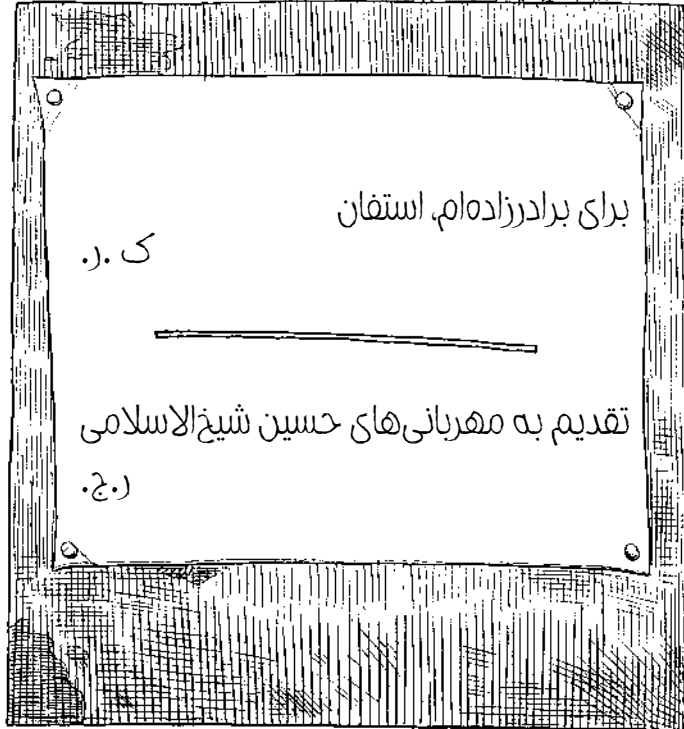 برای برادرزاده‌ام، استفان
ک.ر.
تقدیم به مهربانی‌های حسین شیخ‌الاسلامی
ر.ج.